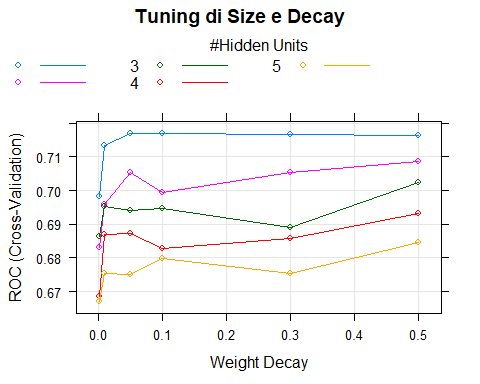 Tuning di Size e Decay
#Hidden Units
3 5
4
ROC (Cross-Validation)
0.71
0.70
0.69
0.68
0.67
0.0 0.1 0.2 0.3 0.4 0.5
Weight Decay